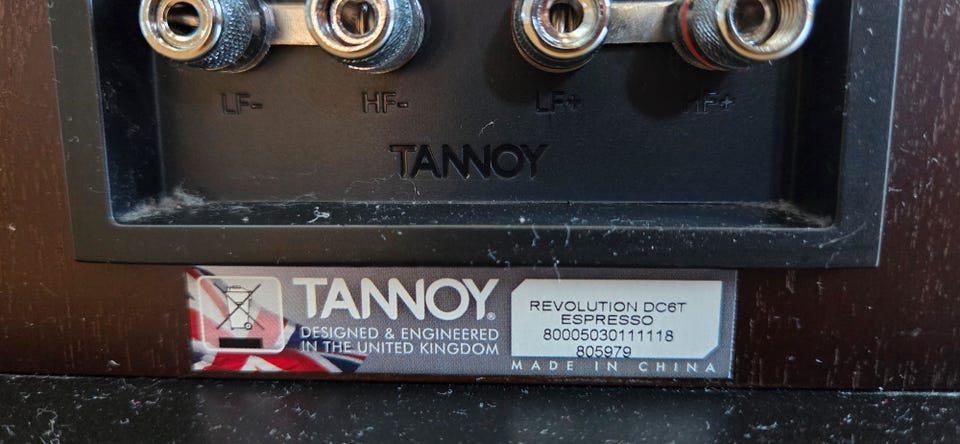 LF- HF- LF+ HF+
TANNOY
TANNOY®
DESIGNED & ENGINEERED
IN THE UNITED KINGDOM
REVOLUTION DC6T
ESPRESSO
80005030111118
805979
MADE IN CHINA